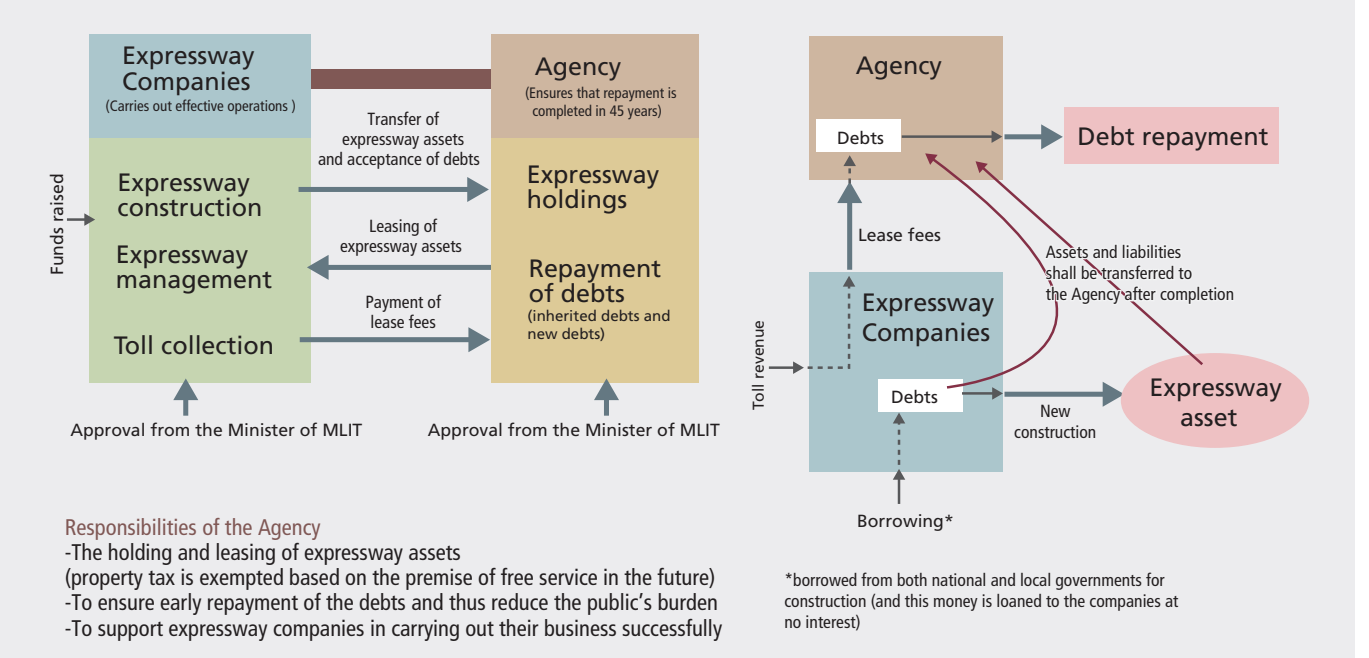 Expressway
Companies
(Carries out effective operations )
Agency
(Ensures that repayment is
completed in 45 years)
Transfer of
expressway assets
and acceptance of debts
Funds raised
Expressway
construction
Expressway
management
Toll collection
Leasing of
expressway assets
Payment of
lease fees
Expressway
holdings
Repayment
of debts
(inherited debts and
new debts)
Approval from the Minister of MLIT
Approval from the Minister of MLIT
Responsibilities of the Agency
-The holding and leasing of expressway assets
(property tax is exempted based on the premise of free service in the future)
-To ensure early repayment of the debts and thus reduce the public's burden
-To support expressway companies in carrying out their business successfully
Agency
Debts
Debt repayment
Lease fees
Assets and liabilities
shall be transferred to
the Agency after completion
Expressway
Companies
Toll revenue
Debts
New
construction
Expressway
asset
Borrowing*
*borrowed from both national and local governments for
construction (and this money is loaned to the companies at
no interest)